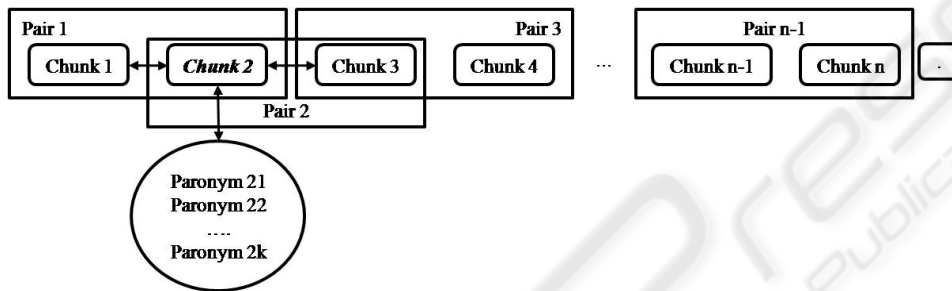 Pair 1 Pair 3 Pair n-1
Chunk 1 Chunk 2 Chunk 3 Chunk 4 ... Chunk n-1 Chunk n .
Pair 2
Paronym 21
Paronym 22
....
Paronym 2k